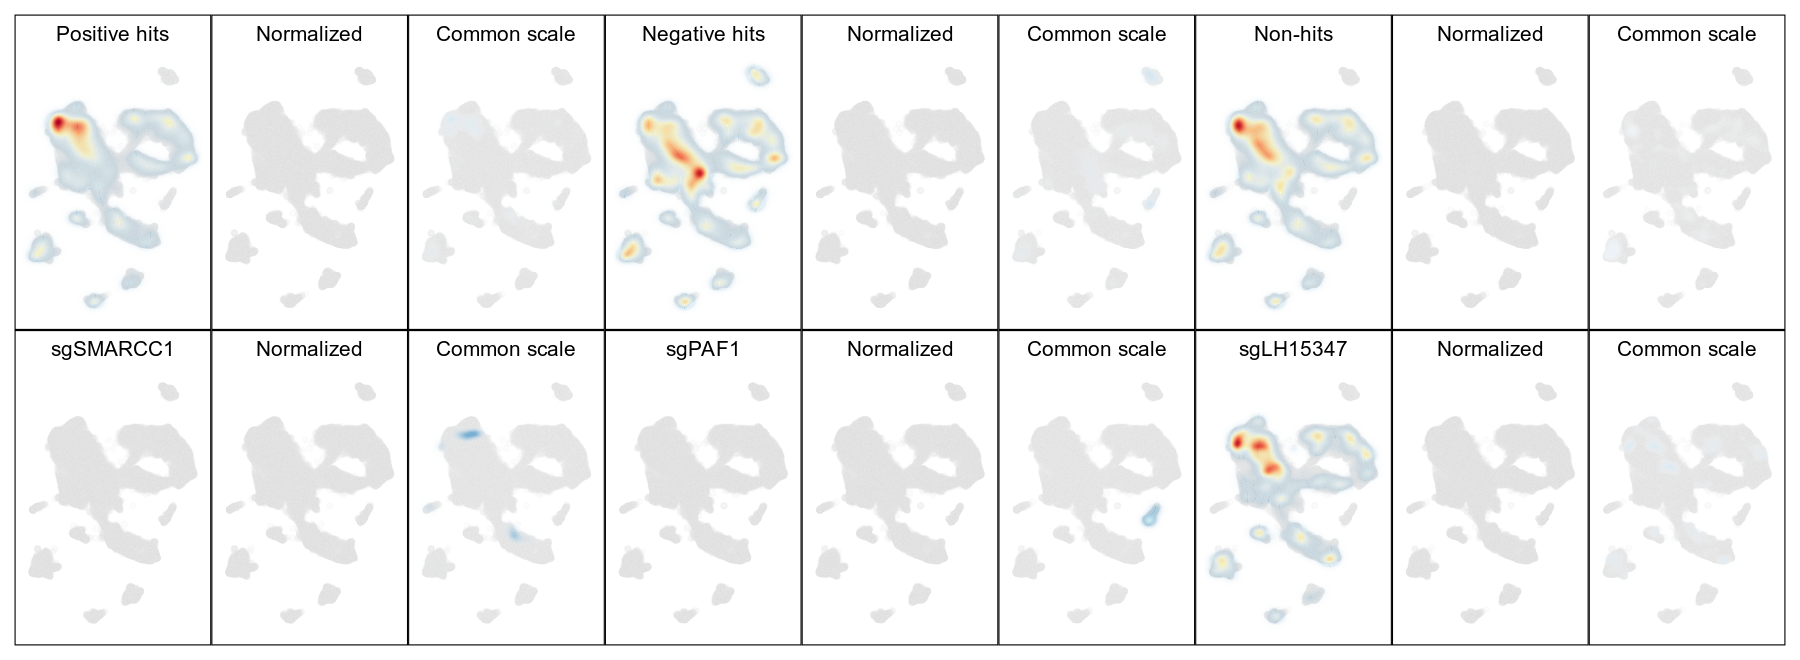 Positive hits
Normalized
Common scale
Negative hits
Normalized
Common scale
Non-hits
Normalized
Common scale
sgSMARCC1
Normalized
Common scale
sgPAF1
Normalized
Common scale
sgLH15347
Normalized
Common scale